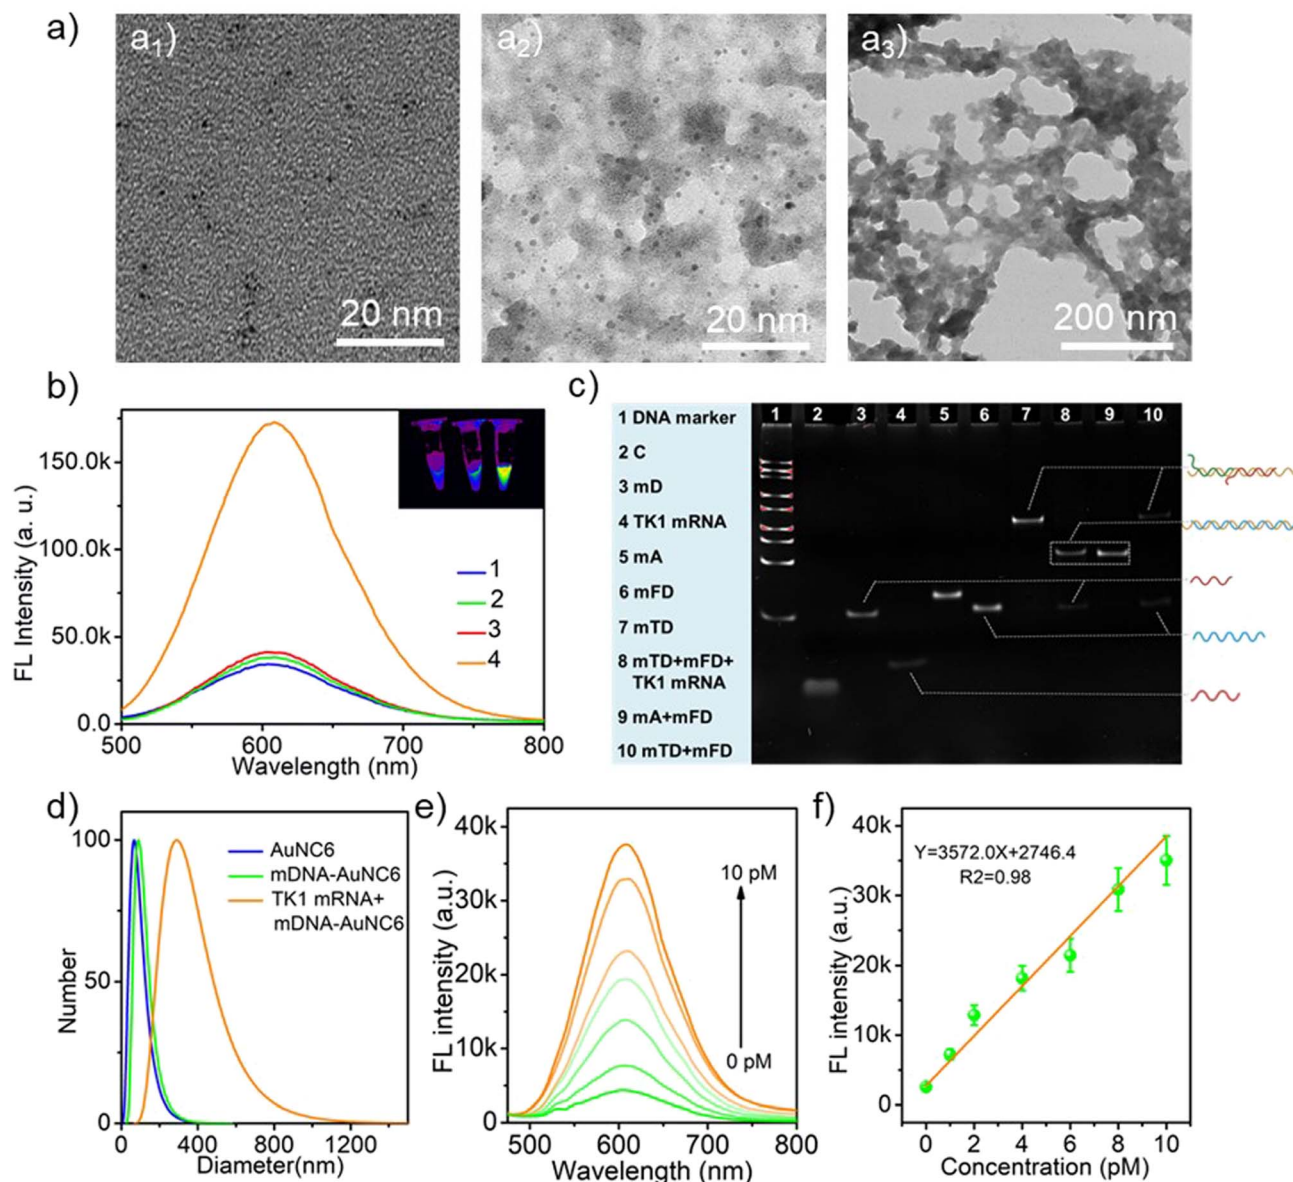 a)
a1)
a2)
a3)
20 nm
20 nm
200 nm
b)
FL Intensity (a. u.)
150.0k
100.0k
50.0k
0.0
500
600
700
800
Wavelength (nm)
1
2
3
4
c)
1 DNA marker
2 C
3 mD
4 TK1 mRNA
5 mA
6 mFD
7 mTD
8 mTD+mFD+
TK1 mRNA
9 mA+mFD
10 mTD+mFD
1 2 3 4 5 6 7 8 9 10
d)
Number
100
50
0
0
400
800
1200
Diameter(nm)
AuNC6
mDNA-AuNC6
TK1 mRNA+
mDNA-AuNC6
e)
FL intensity (a.u.)
40k
30k
20k
10k
0
500
600
700
800
Wavelength (nm)
10 pM
0 pM
f)
FL intensity (a.u.)
40k
30k
20k
10k
0
0 2 4 6 8 10
Concentration (pM)
Y=3572.0X+2746.4
R2=0.98